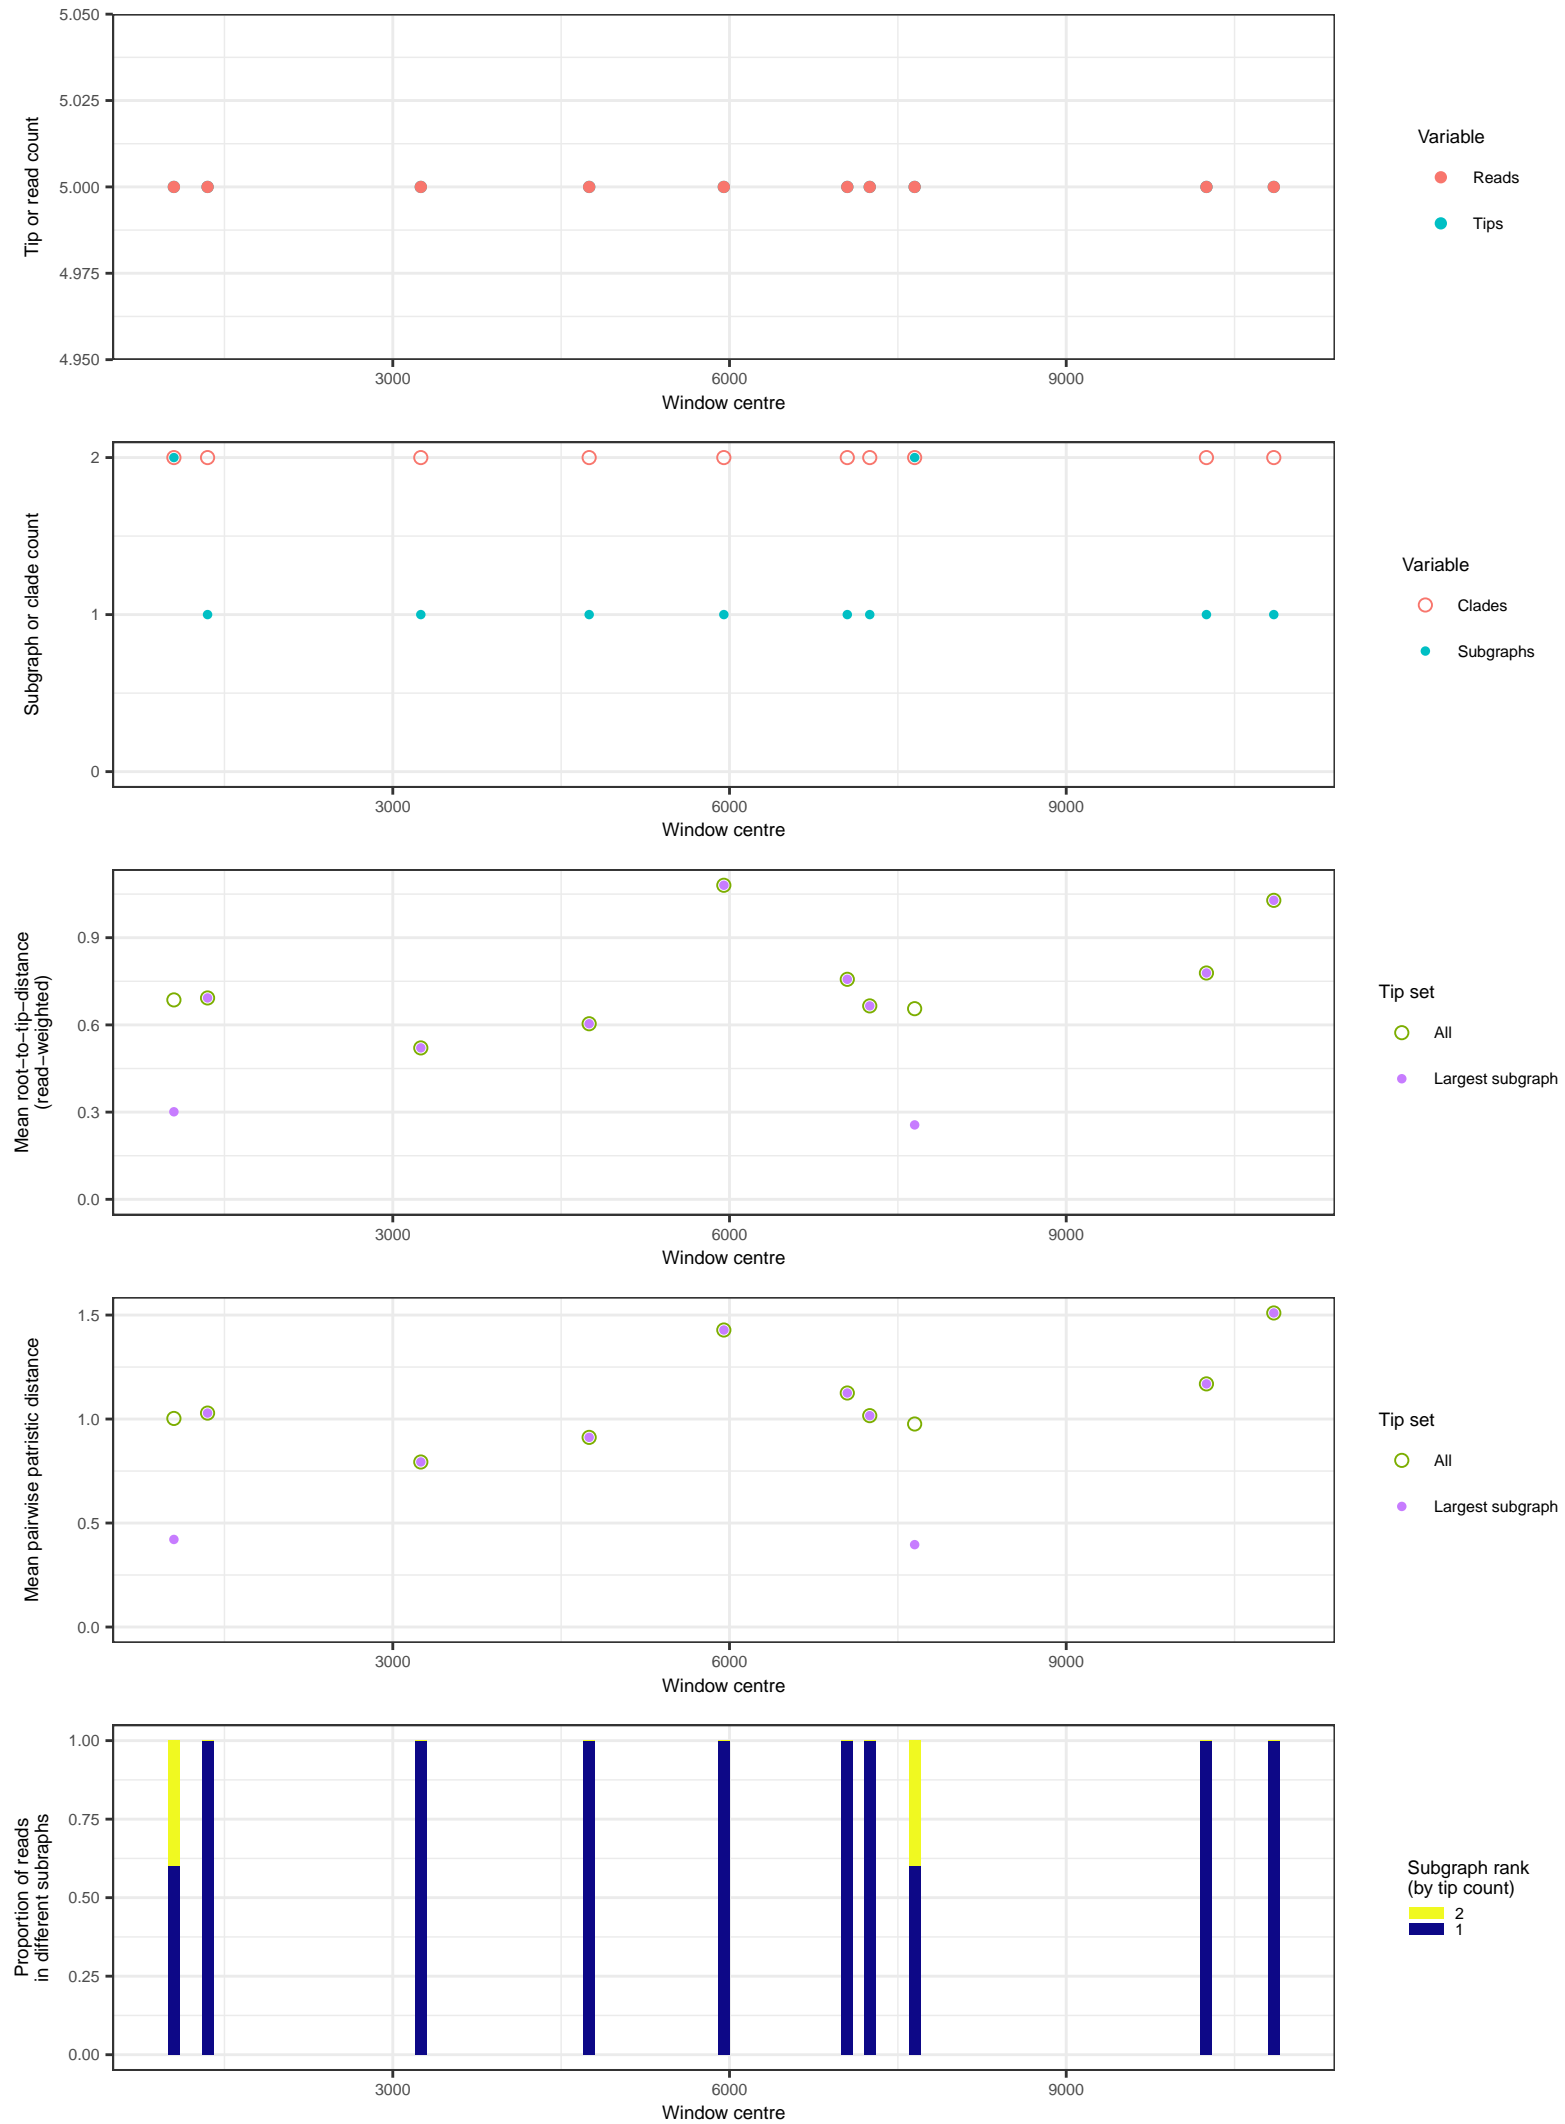 5.050
5.025
5.000
4.975
4.950
Tip or read count
3000
6000
9000
Window centre
Variable
Reads
Tips
2
1
0
Subgraph or clade count
3000
6000
9000
Window centre
Variable
Clades
Subgraphs
0.9
0.6
0.3
0.0
Mean root−to−tip−distance
(read−weighted)
3000
6000
9000
Window centre
Tip set
All
Largest subgraph
1.5
1.0
0.5
0.0
Mean pairwise patristic distance
3000
6000
9000
Window centre
Tip set
All
Largest subgraph
1.00
0.75
0.50
0.25
0.00
Proportion of reads
in different subraphs
3000
6000
9000
Window centre
Subgraph rank
(by tip count)
2
1